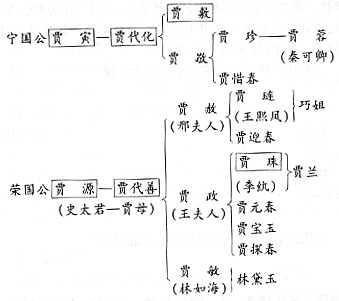 贾 敷
宁国公 贾 寅 — 贾代化
贾 珍 — 贾 蓉
贾 敬 (秦可卿)
贾惜春
贾 赦 贾 琏
(邢夫人) (王熙凤) 巧姐
贾迎春
荣国公 贾 源 — 贾代善
(史太君—贾母)
贾 珠
贾 政 (李纨) 贾兰
(王夫人) 贾元春
贾宝玉
贾探春
贾 敏
(林如海) 林黛玉